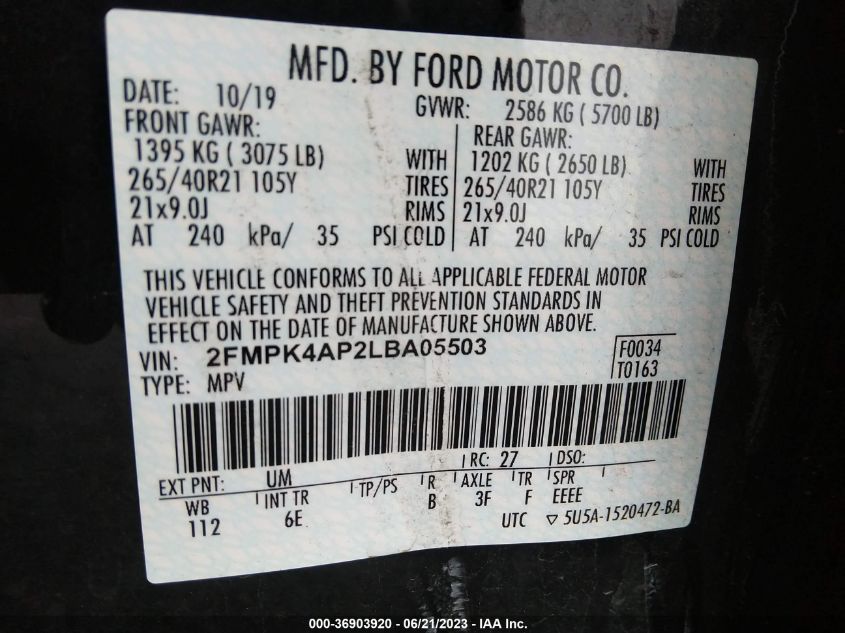 MFD. BY FORD MOTOR CO.
DATE: 10/19 GVWR: 2586 KG ( 5700 LB)
FRONT GAWR: REAR GAWR:
1395 KG ( 3075 LB) WITH 1202 KG ( 2650 LB) WITH
265/40R21 105Y TIRES 265/40R21 105Y TIRES
21x9.0J RIMS 21x9.0J RIMS
AT 240 kPa/ 35 PSI COLD AT 240 kPa/ 35 PSI COLD
THIS VEHICLE CONFORMS TO ALL APPLICABLE FEDERAL MOTOR
VEHICLE SAFETY AND THEFT PREVENTION STANDARDS IN
EFFECT ON THE DATE OF MANUFACTURE SHOWN ABOVE.
VIN: 2FMPK4AP2LBA05503 F0034
TYPE: MPV T0163
EXT PNT: UM RC: 27 DSO:
WB INT TR TP/PS R AXLE TR SPR
112 6E B 3F F EEEE
UTC ▽ 5U5A-1520472-BA
000-36903920 - 06/21/2023 - IAA Inc.